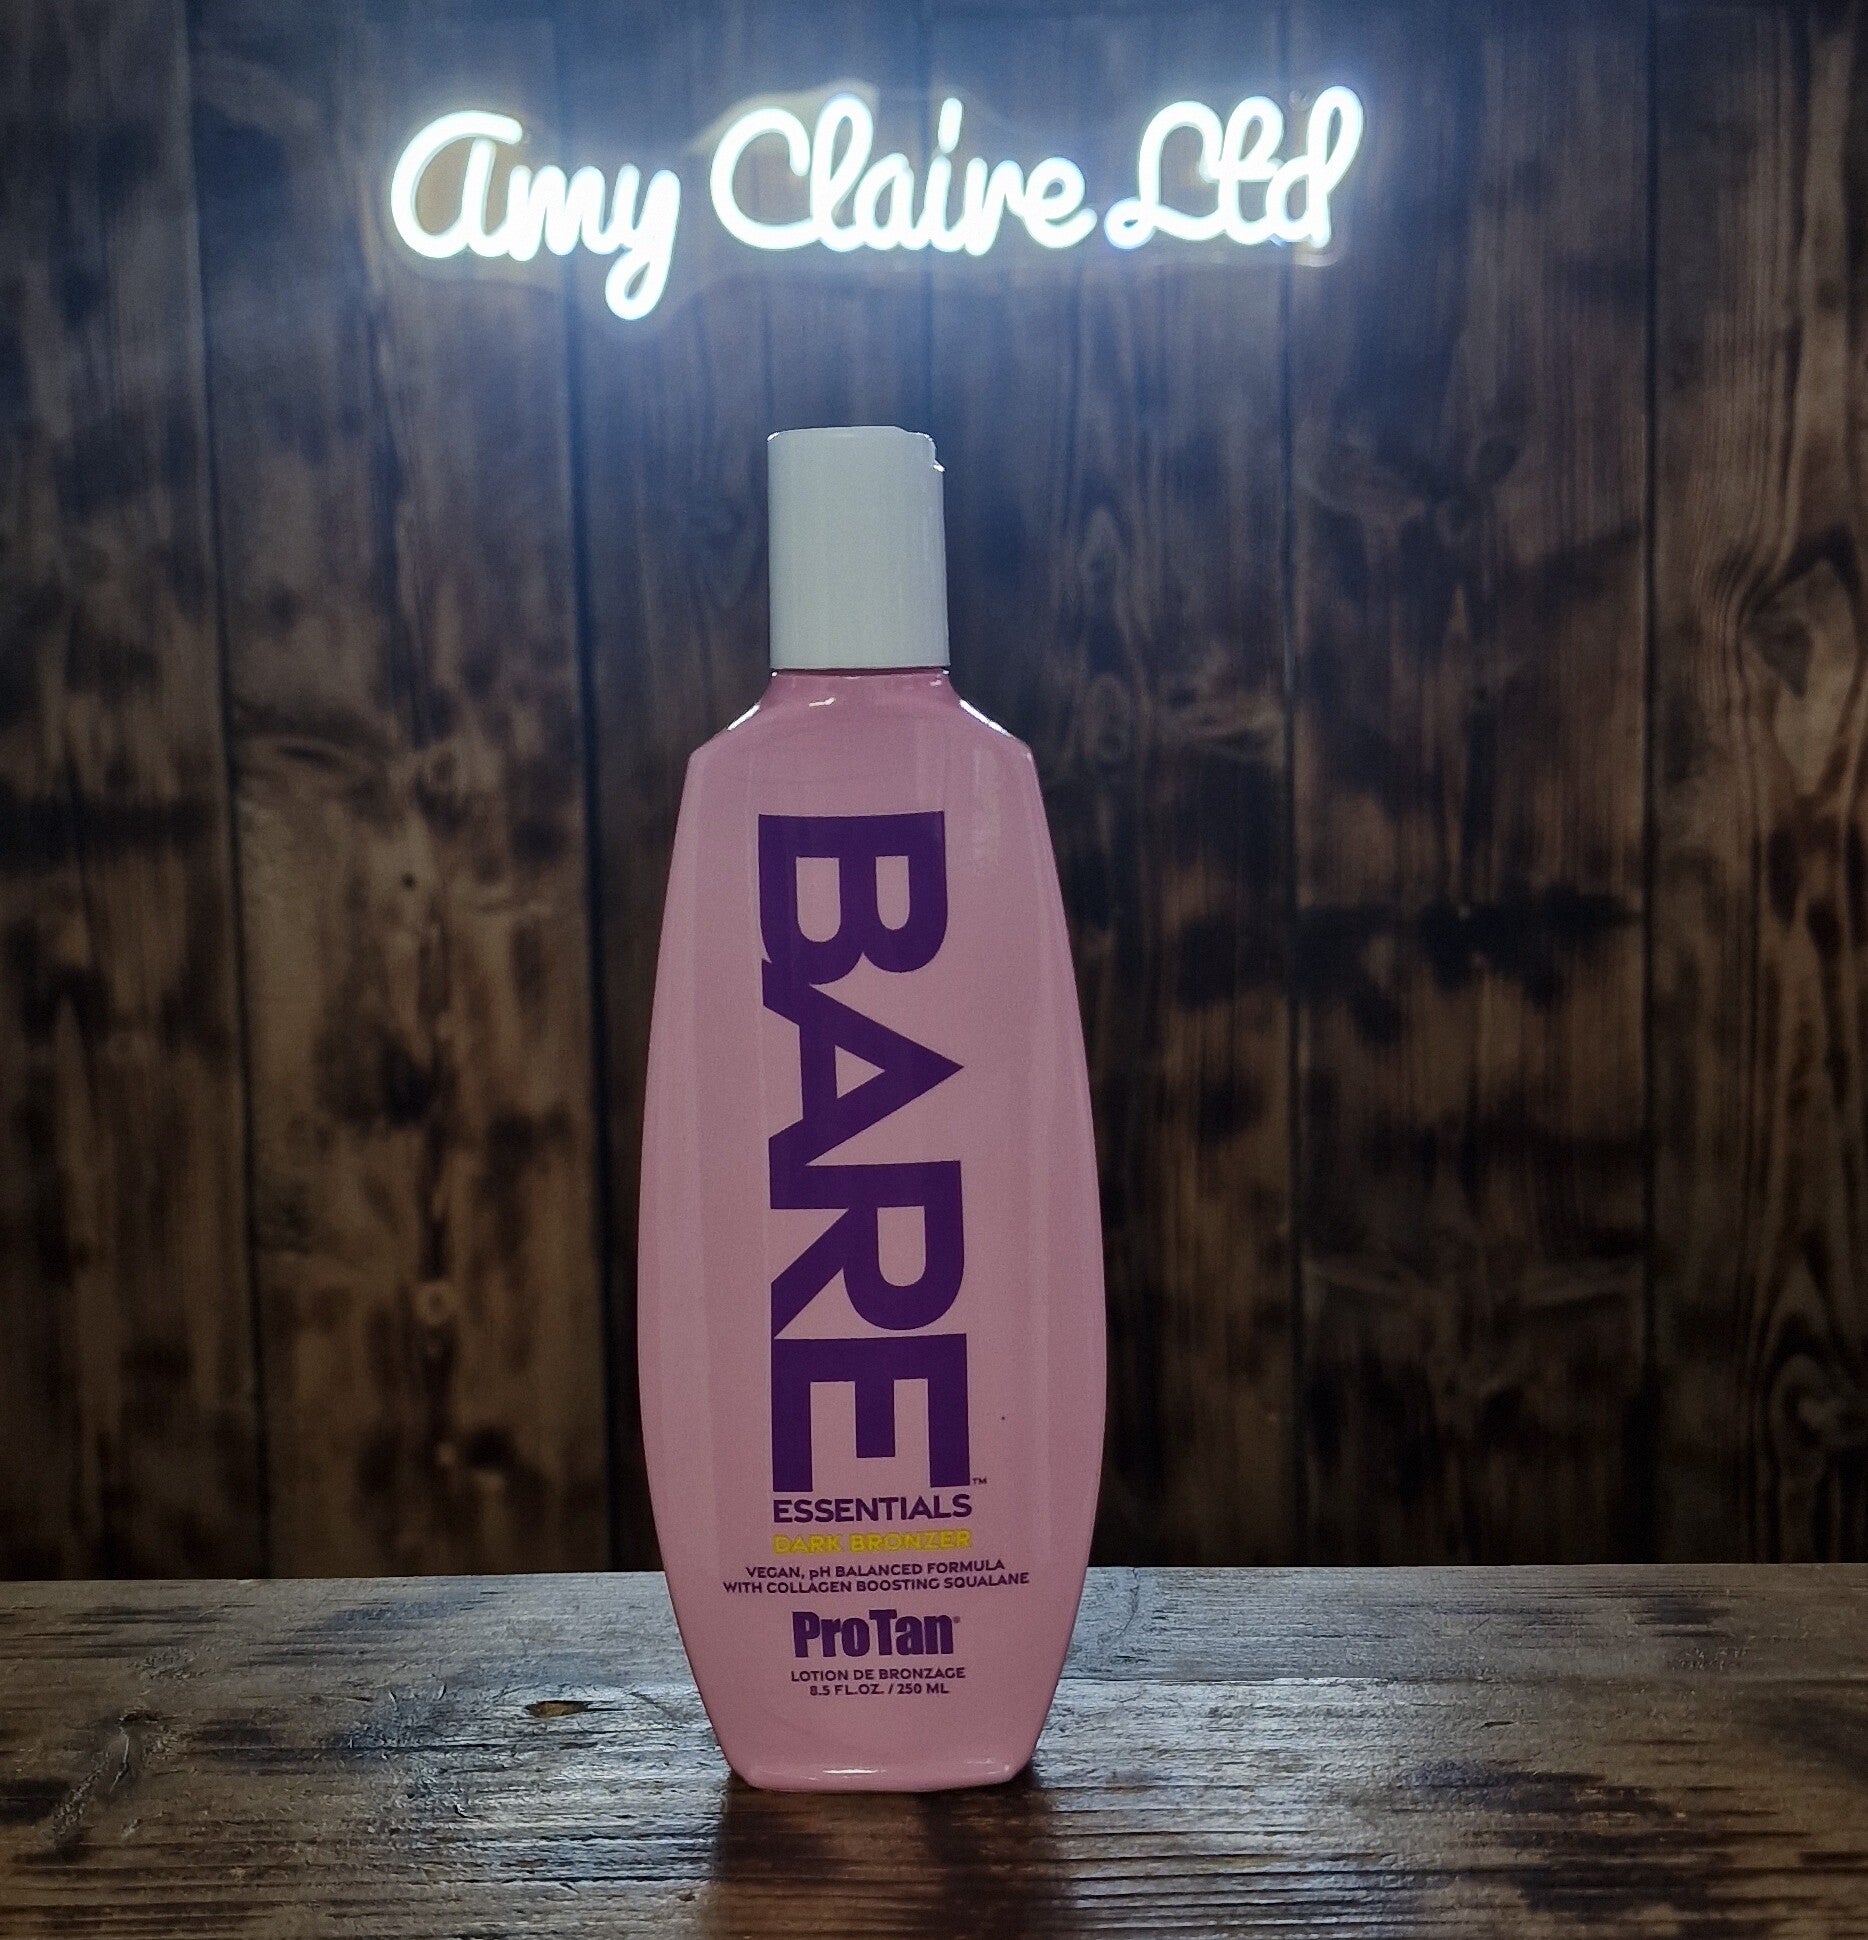 Amy Claire Ltd
BARE™
ESSENTIALS
DARK BRONZER
VEGAN, pH BALANCED FORMULA
WITH COLLAGEN BOOSTING SQUALANE
ProTan®
LOTION DE BRONZAGE
8.5 FL.OZ. / 250 ML